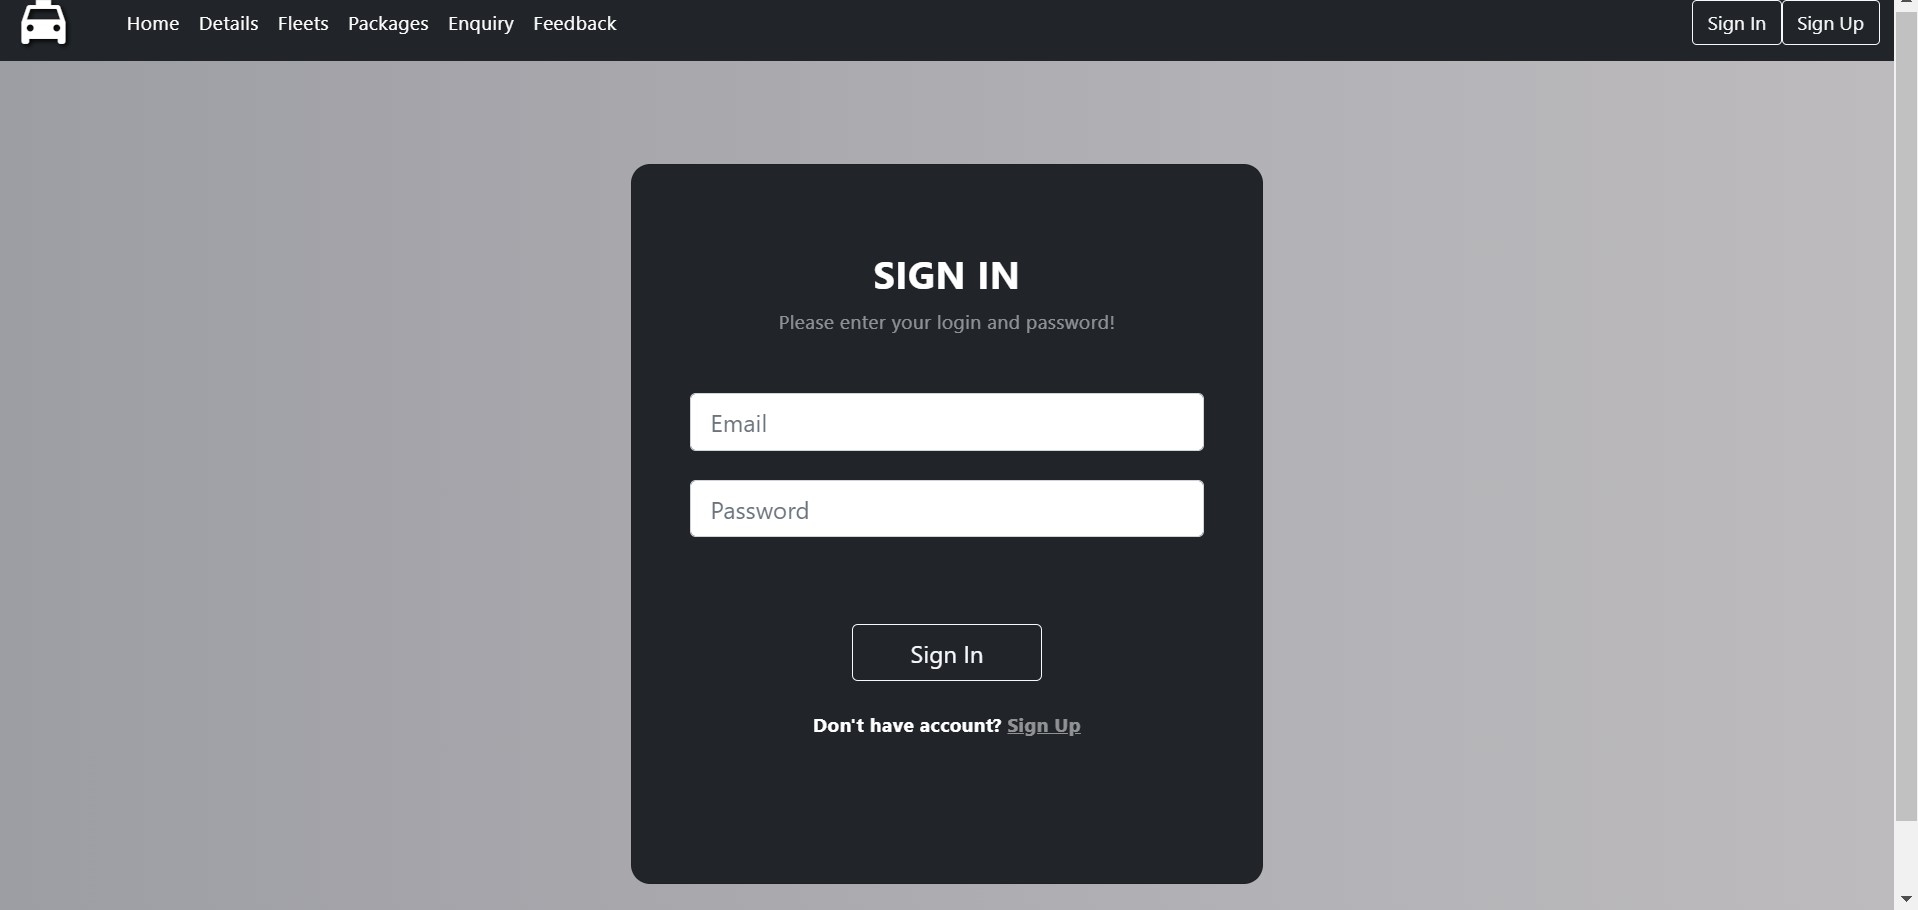 Home Details Fleets Packages Enquiry Feedback Sign In Sign Up
SIGN IN
Please enter your login and password!
Email
Password
Sign In
Don't have account? Sign Up